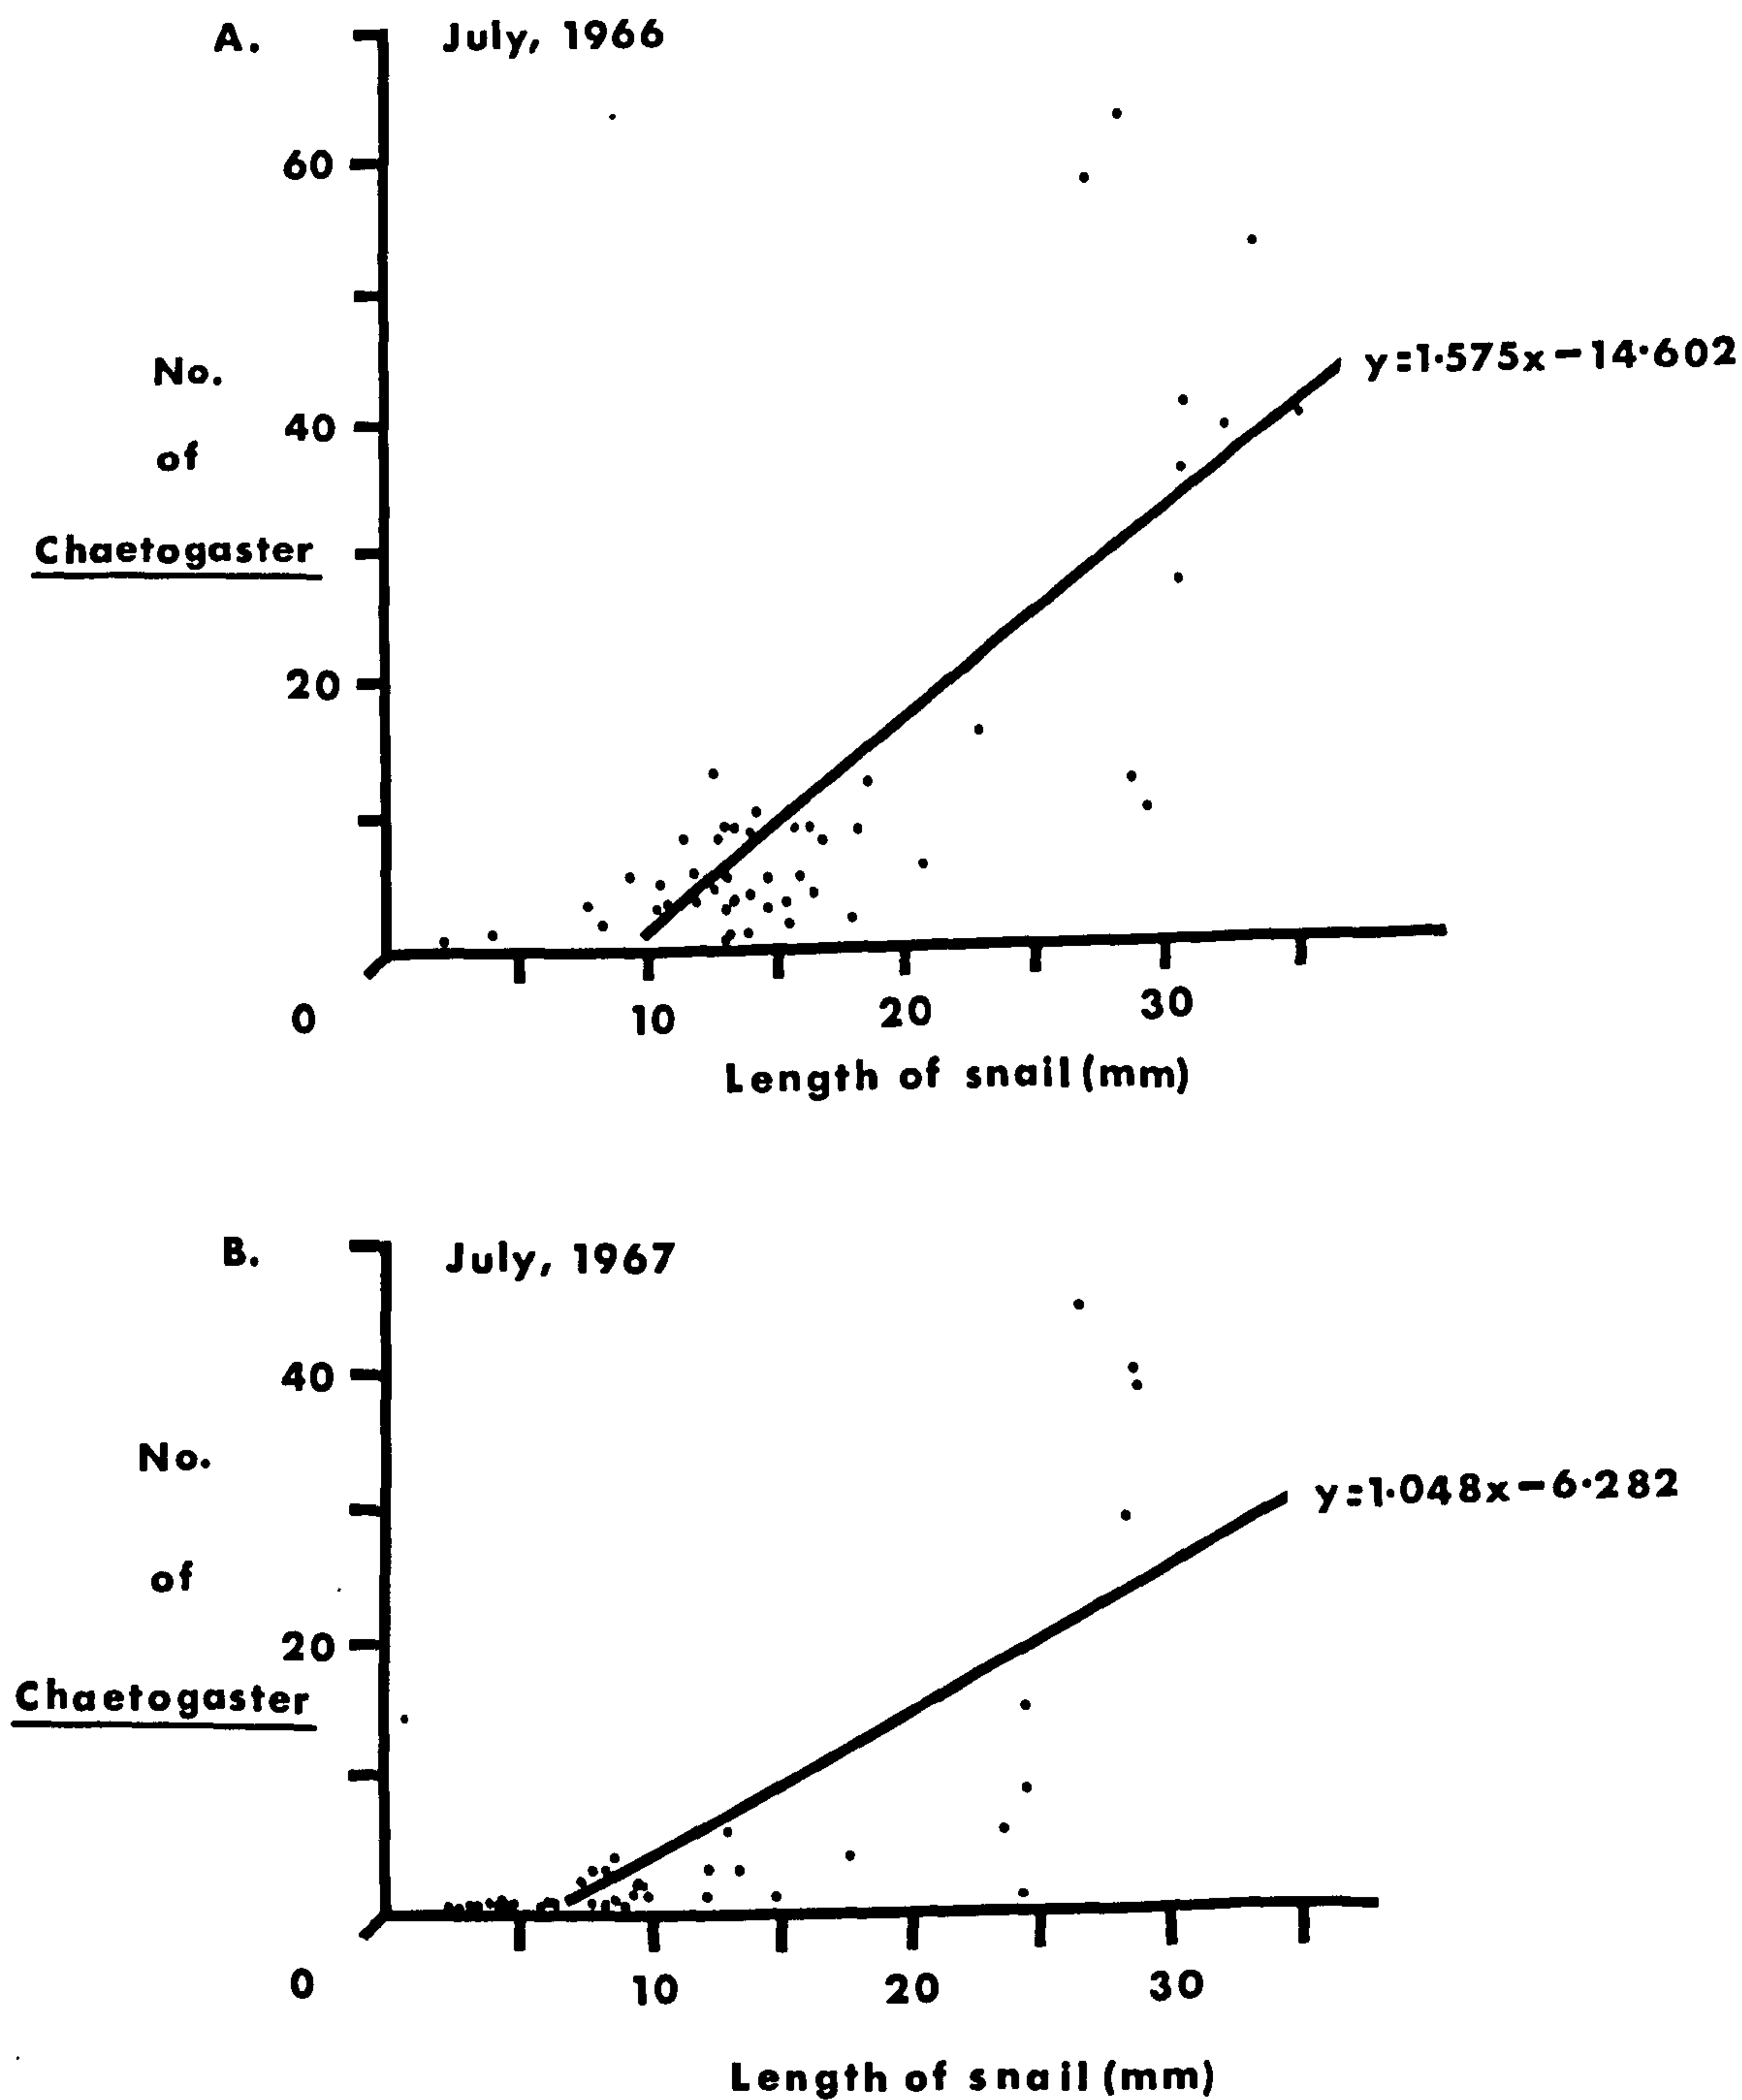 A.
July, 1966
60
40
20
No.
of
Chaetogaster
y=1·575x−14·602
0
10
20
30
Length of snail (mm)
B.
July, 1967
40
20
No.
of
Chaetogaster
y=1·048x−6·282
0
10
20
30
Length of snail (mm)